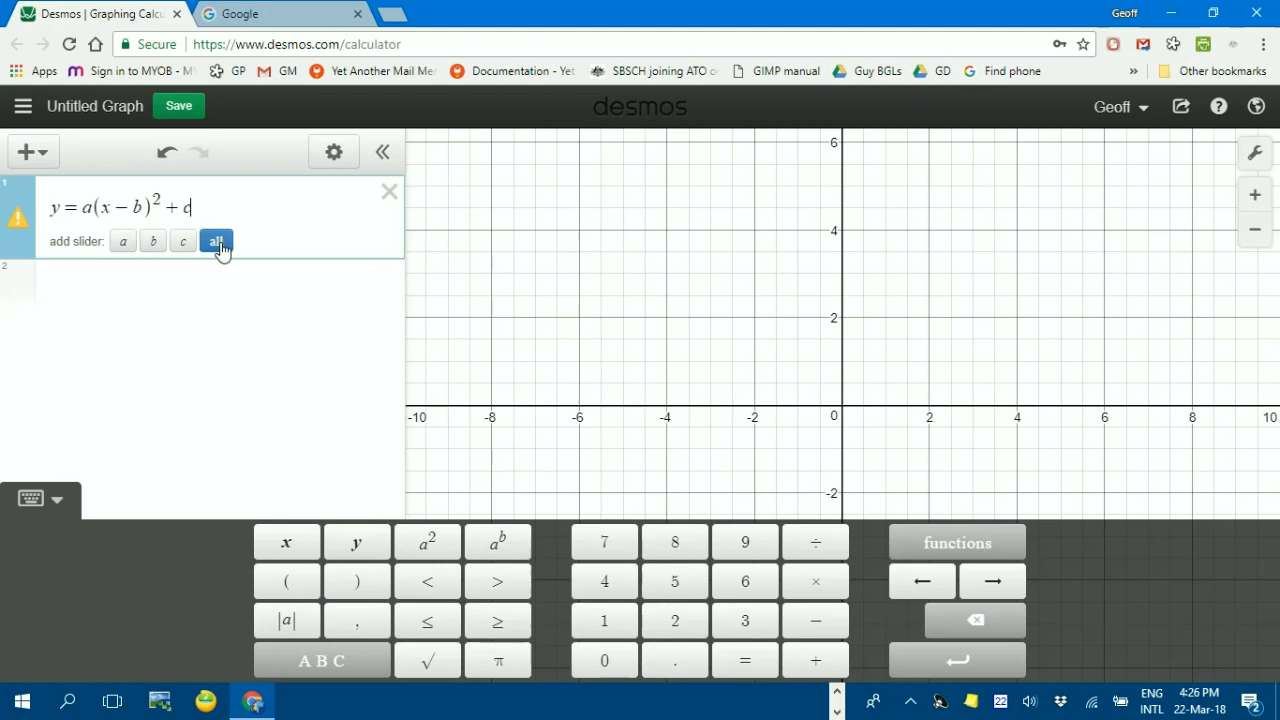 Desmos | Graphing Calcu
Google
Geoff
Secure
https://www.desmos.com/calculator
Apps
Sign in to MYOB - M
GP
GM
Yet Another Mail Mer
Documentation - Yet
SBSCH joining ATO o
GIMP manual
Guy BGLs
GD
Find phone
»
Other bookmarks
Untitled Graph
Save
desmos
Geoff
1
y = a(x − b)² + c
add slider: a b c all
2
6
4
2
-10 -8 -6 -4 -2 0 2 4 6 8 10
-2
x y a² aᵇ 7 8 9 ÷ functions
( ) < > 4 5 6 × ← →
|a| , ≤ ≥ 1 2 3 −
A B C √ π 0 . = +
22
ENG
INTL
4:26 PM
22-Mar-18
2